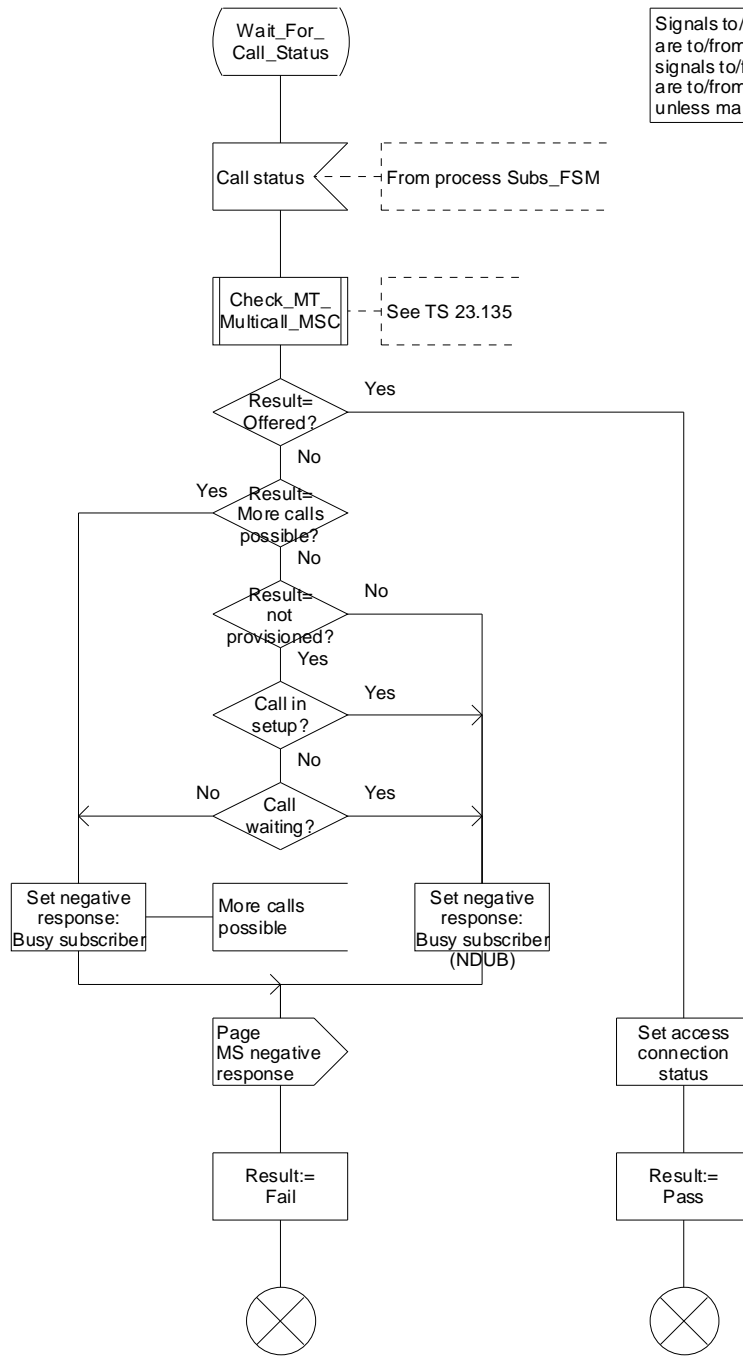 Wait_For_
Call_Status
Signals to/
are to/from
signals to/f
are to/from
unless ma
Call status
From process Subs_FSM
Check_MT_
Multicall_MSC
See TS 23.135
Result=
Offered?
Yes
No
Yes
Result=
More calls
possible?
No
Result=
not
provisioned?
No
Yes
Call in
setup?
Yes
No
No
Call
waiting?
Yes
Set negative
response:
Busy subscriber
More calls
possible
Set negative
response:
Busy subscriber
(NDUB)
Page
MS negative
response
Set access
connection
status
Result:=
Fail
Result:=
Pass